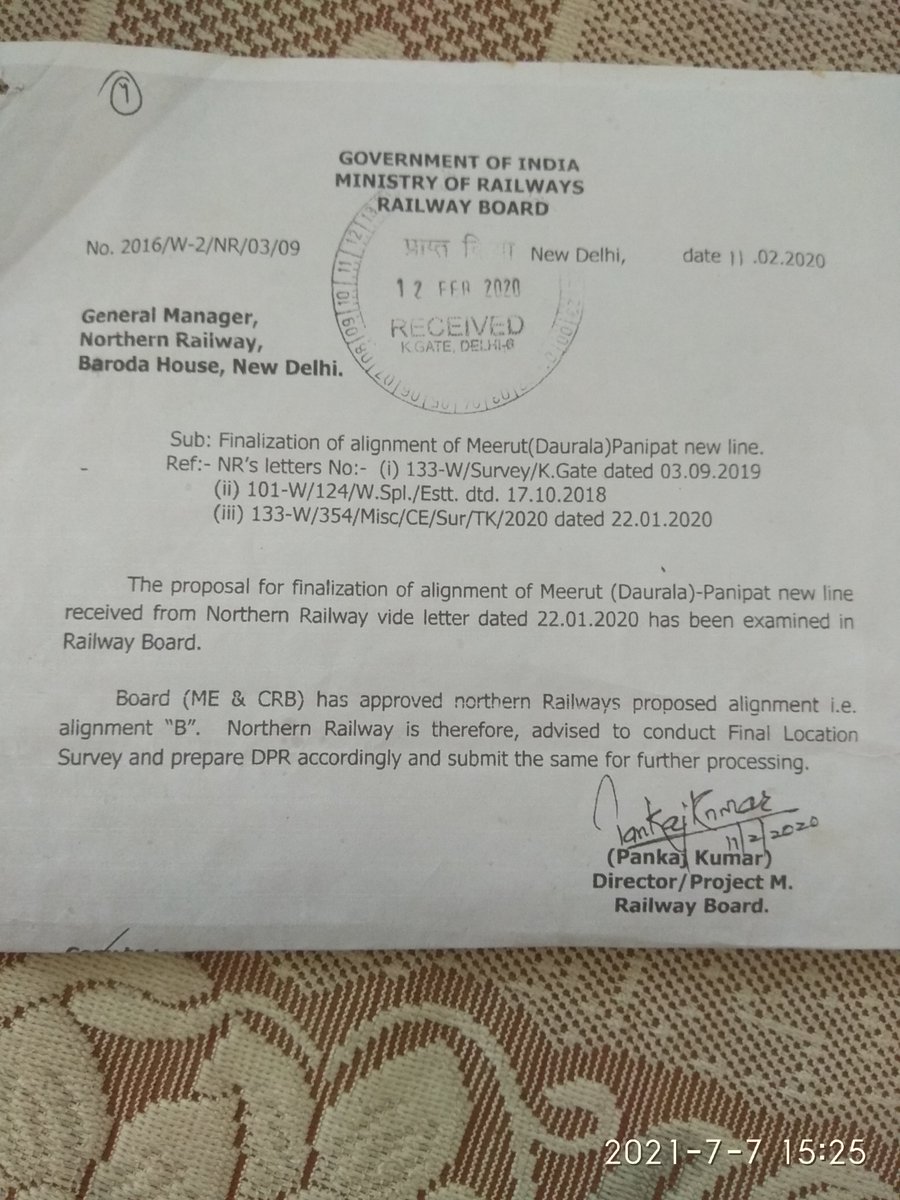 1
GOVERNMENT OF INDIA
MINISTRY OF RAILWAYS
RAILWAY BOARD
No. 2016/W-2/NR/03/09
New Delhi,
date 11 .02.2020
प्राप्त
12 FEB 2020
RECEIVED
K.GATE, DELHI-6
General Manager,
Northern Railway,
Baroda House, New Delhi.
Sub: Finalization of alignment of Meerut(Daurala)Panipat new line.
Ref:- NR's letters No:- (i) 133-W/Survey/K.Gate dated 03.09.2019
(ii) 101-W/124/W.Spl./Estt. dtd. 17.10.2018
(iii) 133-W/354/Misc/CE/Sur/TK/2020 dated 22.01.2020
The proposal for finalization of alignment of Meerut (Daurala)-Panipat new line
received from Northern Railway vide letter dated 22.01.2020 has been examined in
Railway Board.
Board (ME & CRB) has approved northern Railways proposed alignment i.e.
alignment "B". Northern Railway is therefore, advised to conduct Final Location
Survey and prepare DPR accordingly and submit the same for further processing.
Pankaj Kumar
11/2/2020
(Pankaj Kumar)
Director/Project M.
Railway Board.
2021-7-7 15:25